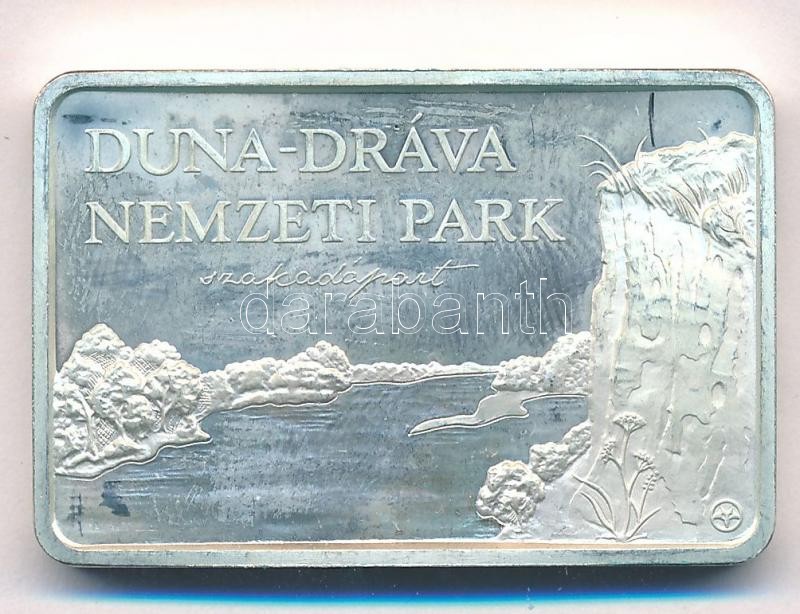 DUNA-DRÁVA
NEMZETI PARK
szakadópart
darabanth